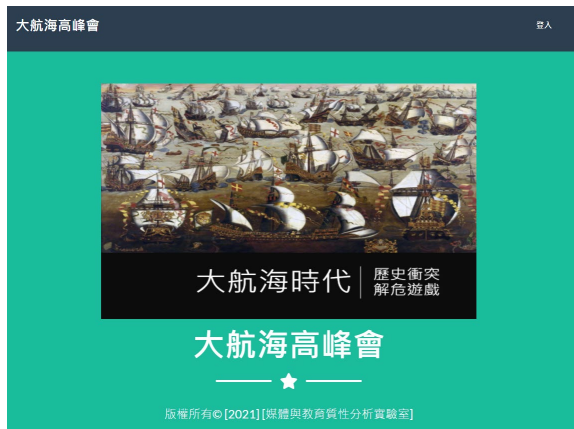 大航海高峰會
登入
大航海時代
歷史衝突
解危遊戲
大航海高峰會
版權所有© [2021] [媒體與教育質性分析實驗室]